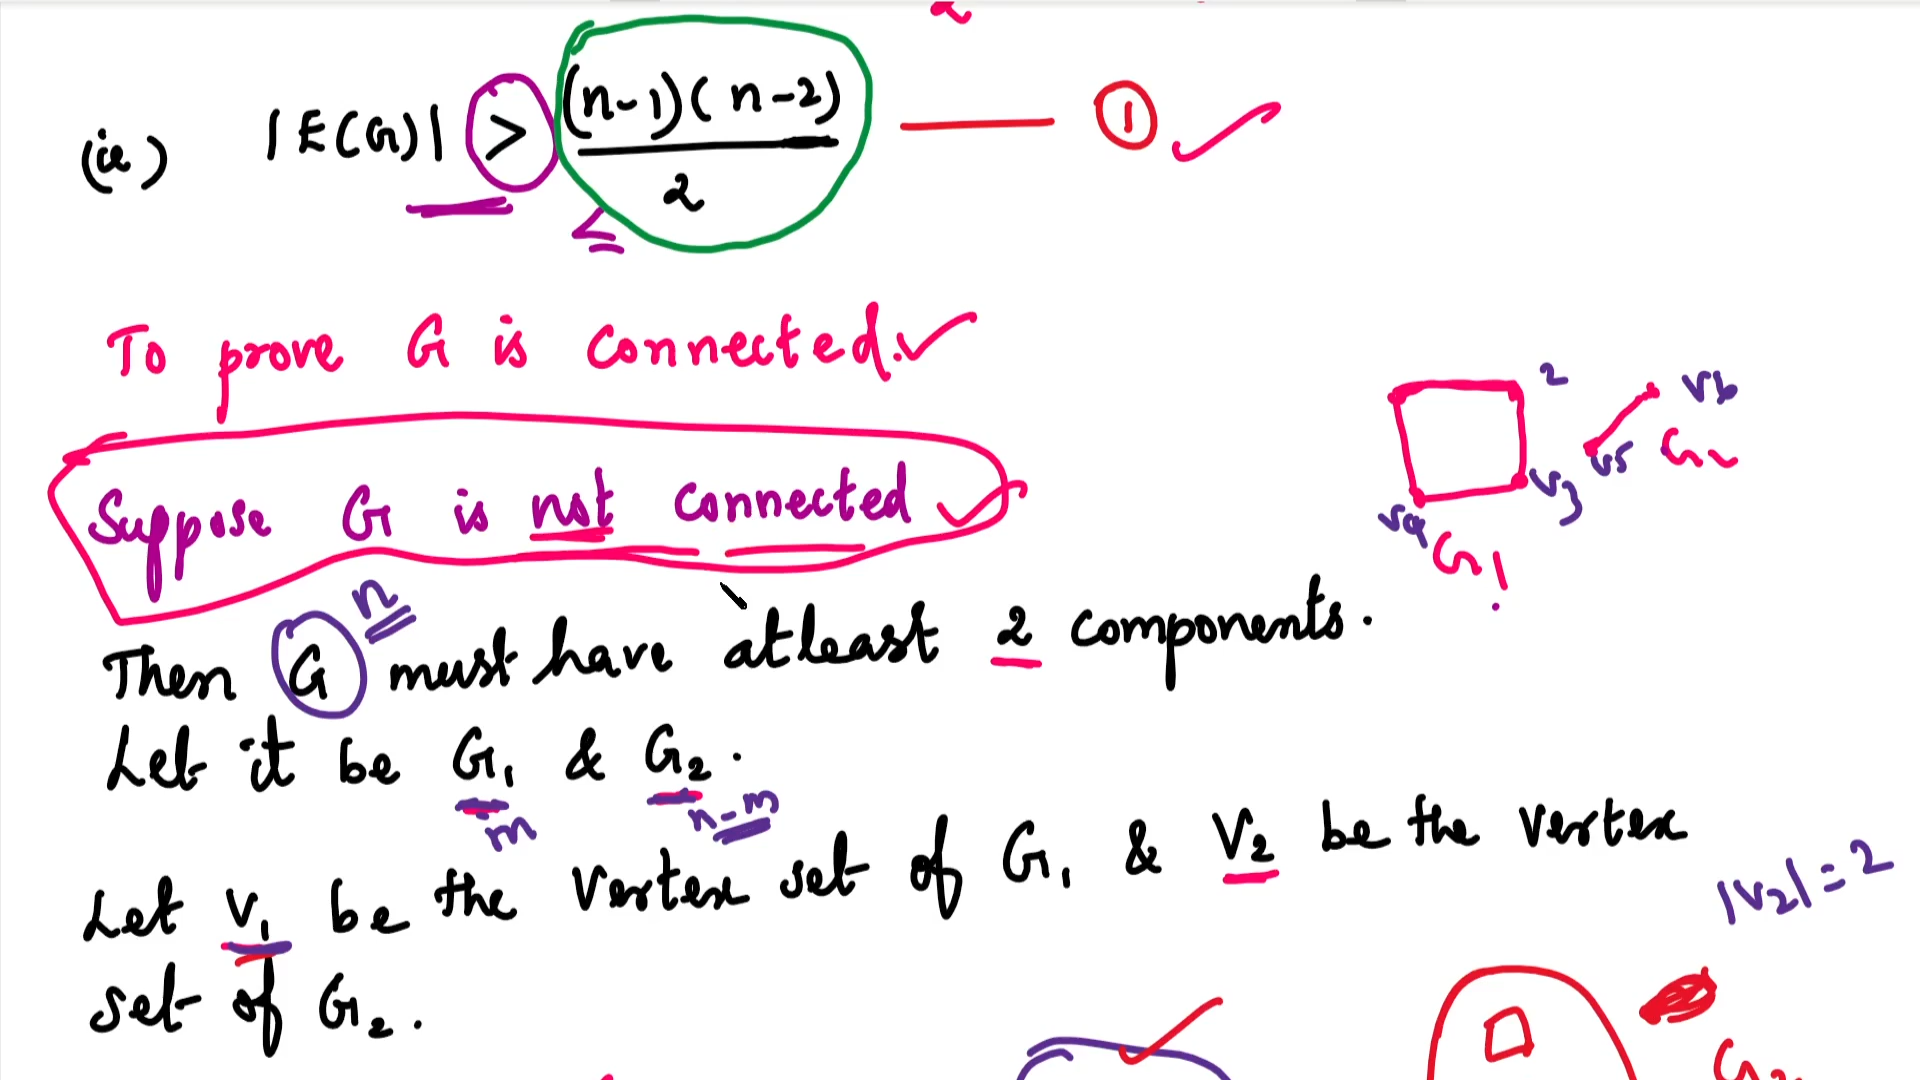 (ie) |E(G)| > (n-1)(n-2) / 2 —— ①
≤
To prove G is connected.
Suppose G is not connected
n
Then G must have atleast 2 components.
Let it be G1 & G2.
m n-m
Let V1 be the vertex set of G1 & V2 be the vertex
set of G2.
2
v3
v4
G1
v5
v6
G2
|V2| = 2
G2